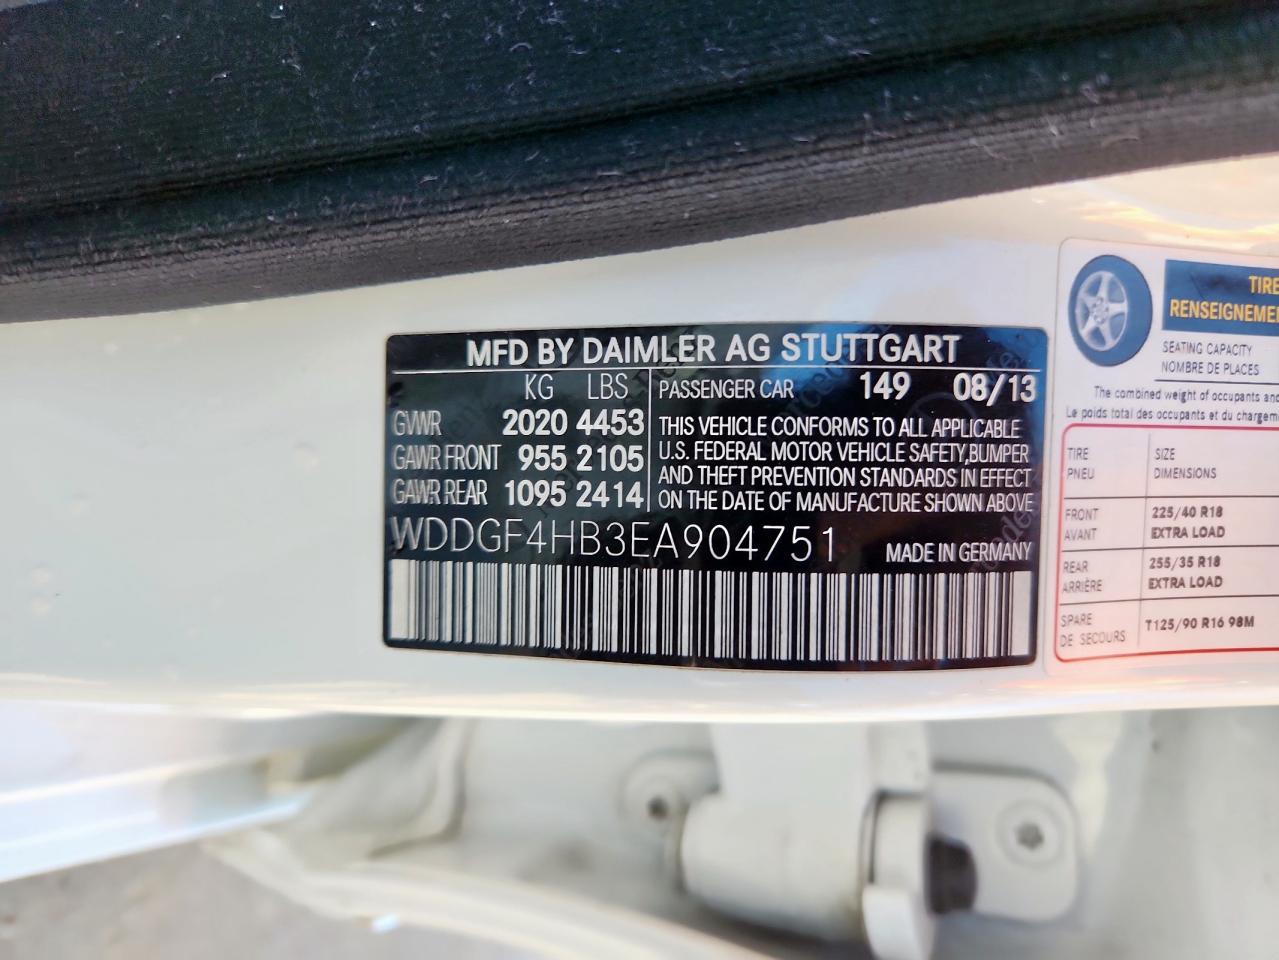 MFD BY DAIMLER AG STUTTGART
KG LBS PASSENGER CAR 149 08/13
GVWR 2020 4453 THIS VEHICLE CONFORMS TO ALL APPLICABLE
U.S. FEDERAL MOTOR VEHICLE SAFETY,BUMPER
GAWR FRONT 955 2105 AND THEFT PREVENTION STANDARDS IN EFFECT
GAWR REAR 1095 2414 ON THE DATE OF MANUFACTURE SHOWN ABOVE
WDDGF4HB3EA904751 MADE IN GERMANY
TIRE
RENSEIGNEMEN
SEATING CAPACITY
NOMBRE DE PLACES
The combined weight of occupants and
Le poids total des occupants et du chargem
TIRE SIZE
PNEU DIMENSIONS
FRONT 225/40 R18
AVANT EXTRA LOAD
REAR 255/35 R18
ARRIÈRE EXTRA LOAD
SPARE
DE SECOURS T125/90 R16 98M